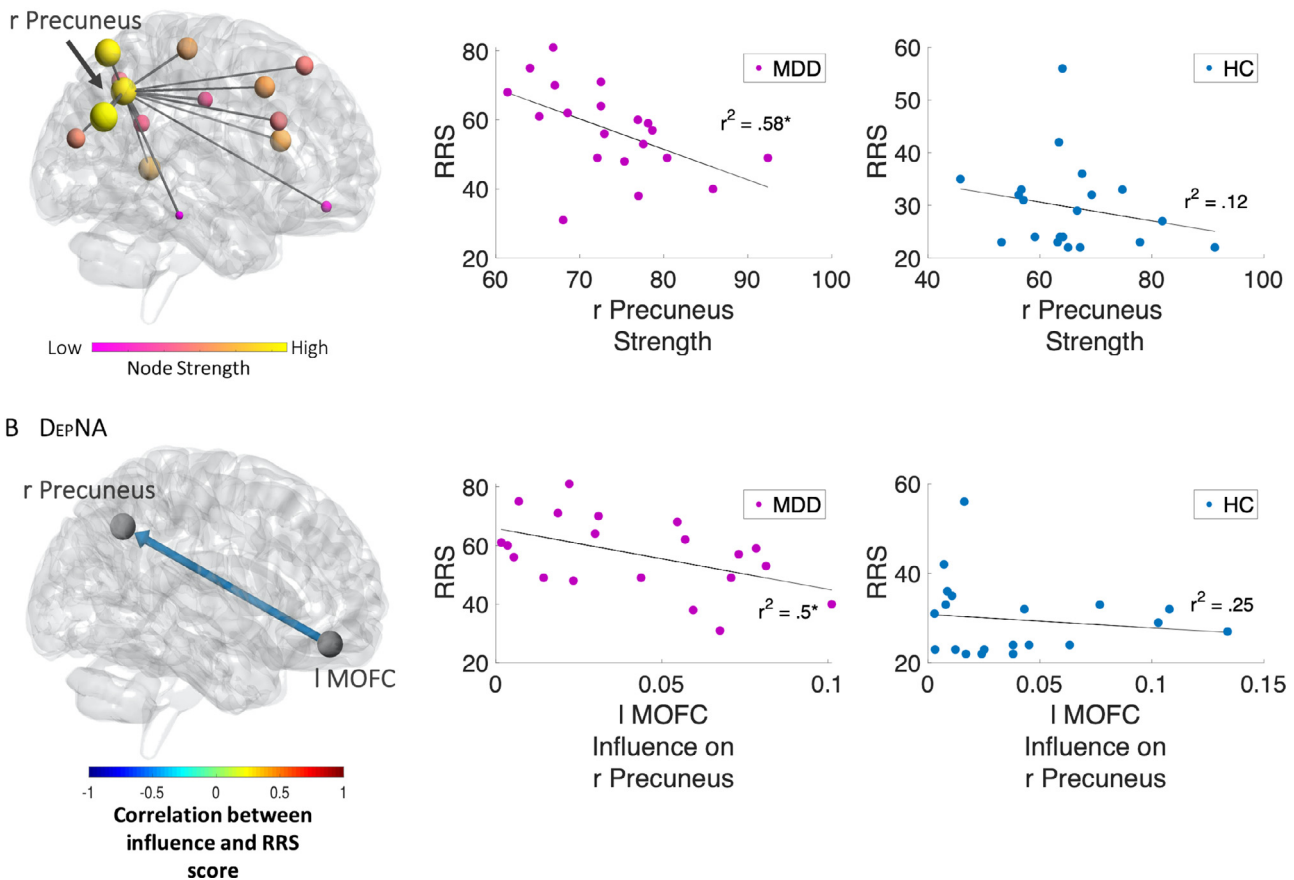 r Precuneus
Low High
Node Strength
80
60
40
20
60 70 80 90 100
RRS
MDD
r² = .58*
r Precuneus
Strength
60
50
40
30
20
40 60 80 100
RRS
HC
r² = .12
r Precuneus
Strength
B DEPNA
r Precuneus
l MOFC
-1 -0.5 0 0.5 1
Correlation between
influence and RRS
score
80
60
40
20
0 0.05 0.1
RRS
MDD
r² = .5*
l MOFC
Influence on
r Precuneus
60
40
20
0 0.05 0.1 0.15
RRS
HC
r² = .25
l MOFC
Influence on
r Precuneus